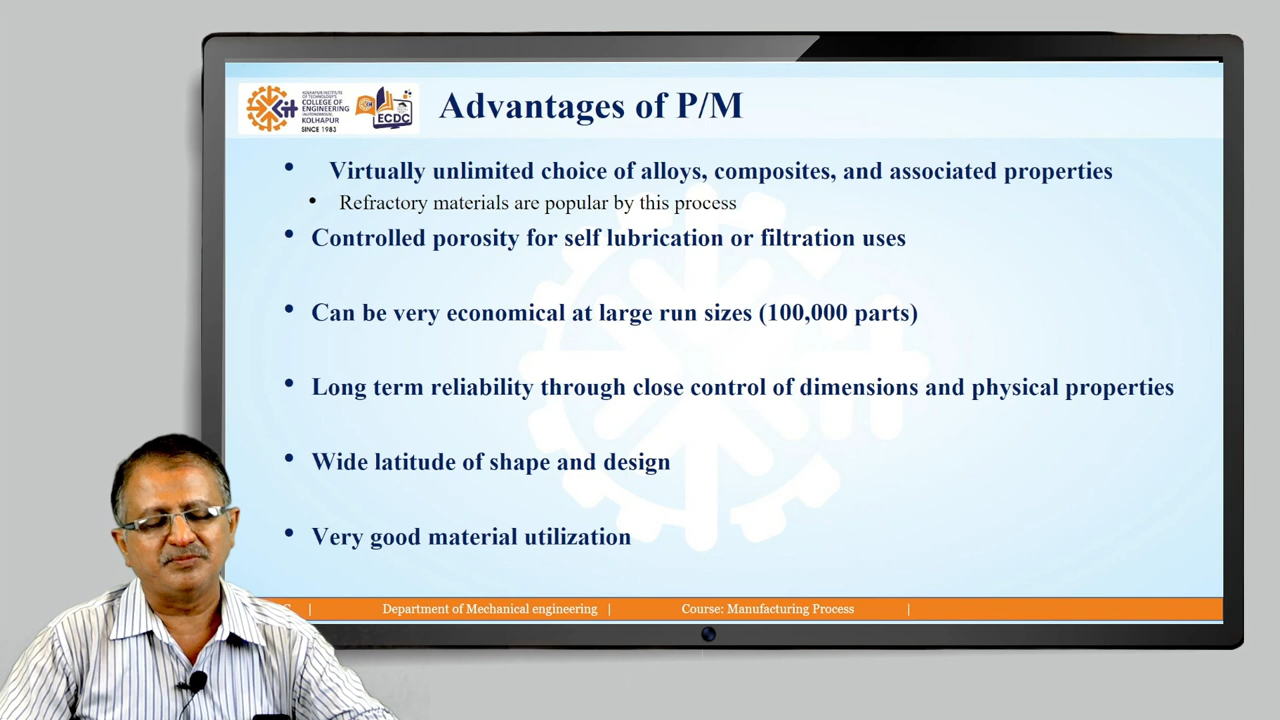 KOLHAPUR INSTITUTE
OF TECHNOLOGY'S
COLLEGE OF
ENGINEERING
(AUTONOMOUS),
KOLHAPUR
SINCE 1983
ECDC
Advantages of P/M
• Virtually unlimited choice of alloys, composites, and associated properties
• Refractory materials are popular by this process
• Controlled porosity for self lubrication or filtration uses
• Can be very economical at large run sizes (100,000 parts)
• Long term reliability through close control of dimensions and physical properties
• Wide latitude of shape and design
• Very good material utilization
| Department of Mechanical engineering | Course: Manufacturing Process |